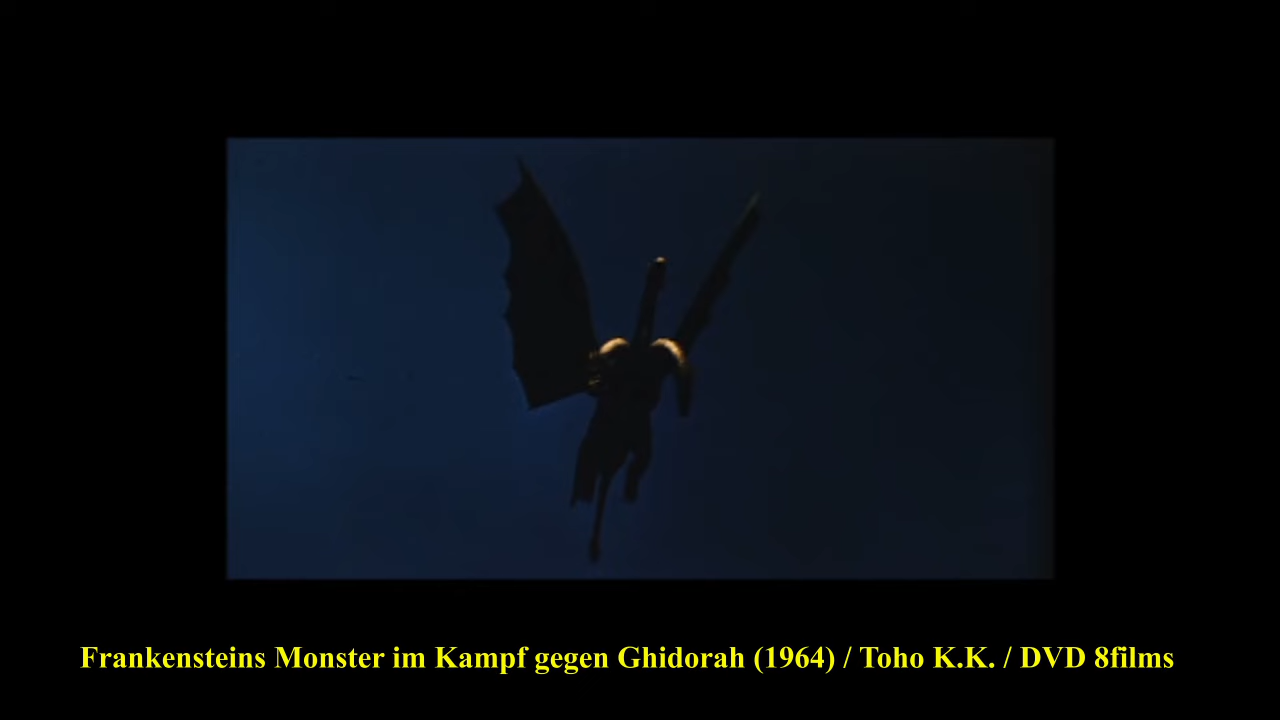 Frankensteins Monster im Kampf gegen Ghidorah (1964) / Toho K.K. / DVD 8films